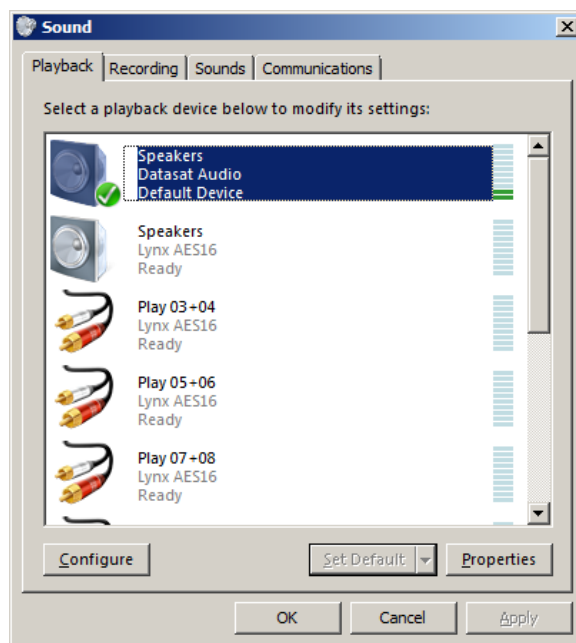 Sound
Playback Recording Sounds Communications
Select a playback device below to modify its settings:
Speakers
Datasat Audio
Default Device
Speakers
Lynx AES16
Ready
Play 03+04
Lynx AES16
Ready
Play 05+06
Lynx AES16
Ready
Play 07+08
Lynx AES16
Ready
Configure Set Default Properties
OK Cancel Apply